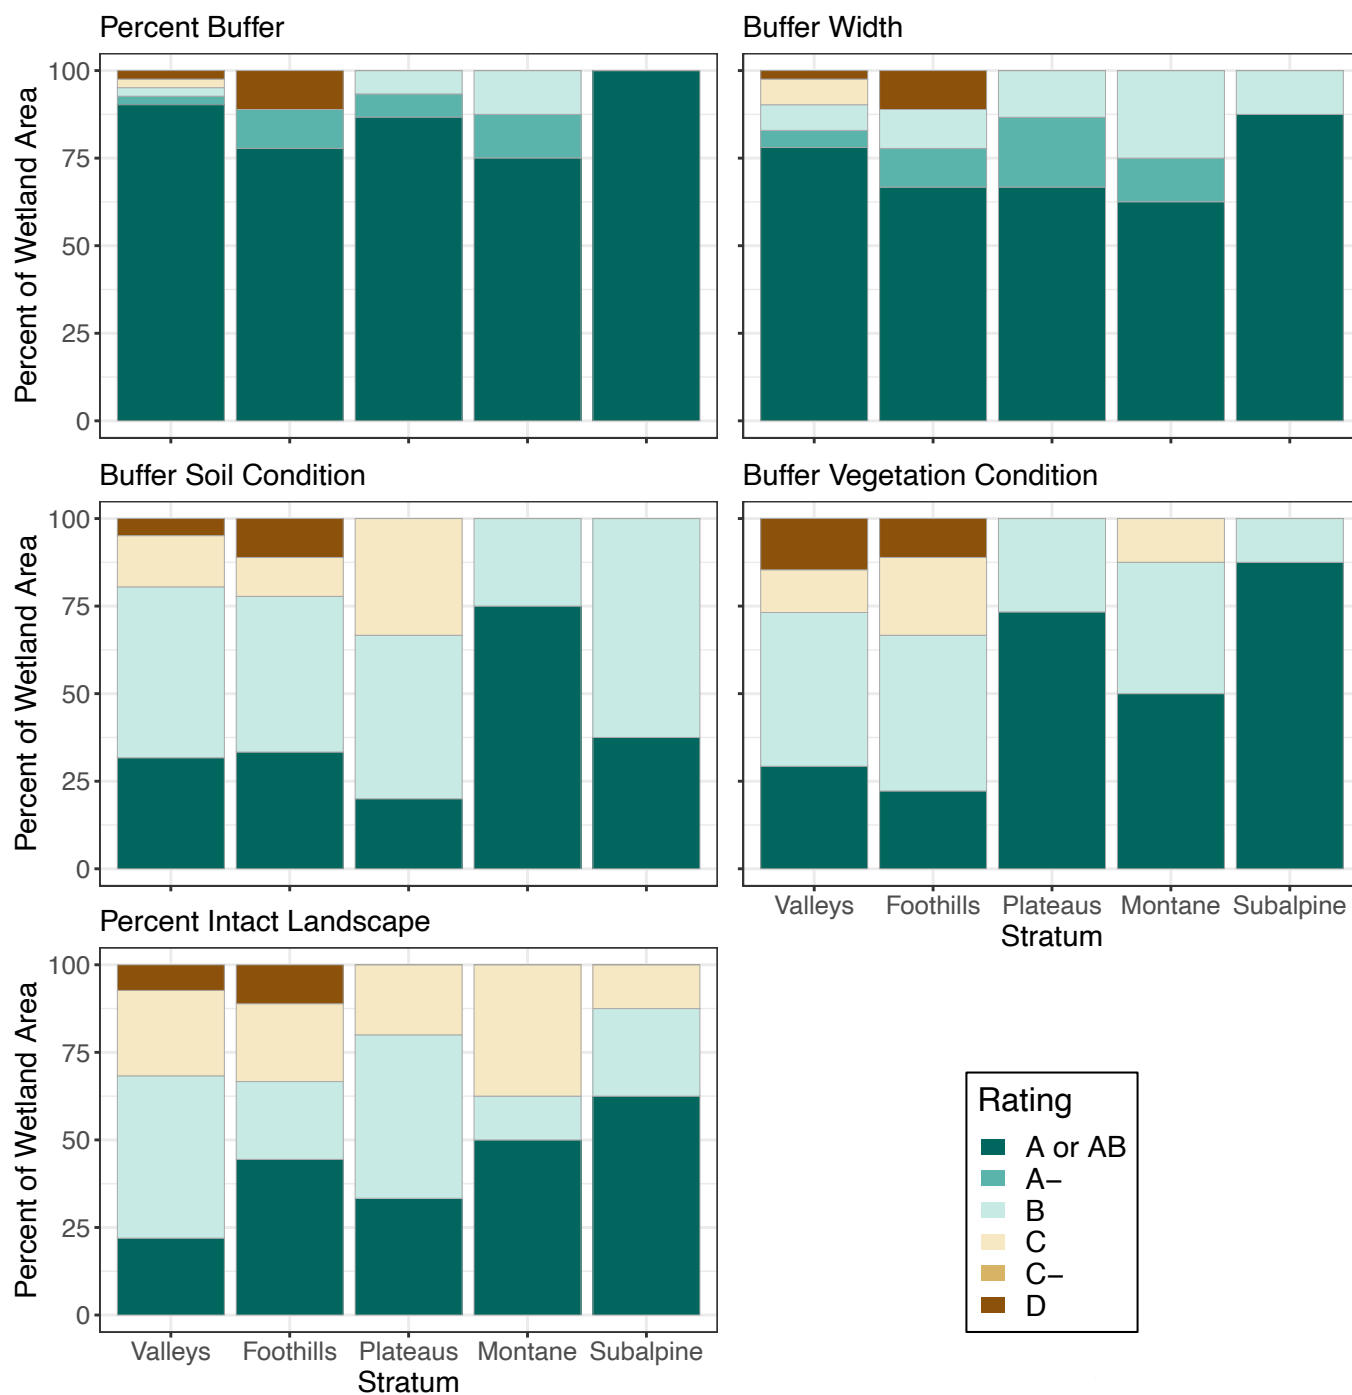 Percent Buffer
Buffer Width
Percent of Wetland Area
100
75
50
25
0
Buffer Soil Condition
Buffer Vegetation Condition
Percent of Wetland Area
100
75
50
25
0
Valleys Foothills Plateaus Montane Subalpine
Stratum
Percent Intact Landscape
Percent of Wetland Area
100
75
50
25
0
Valleys Foothills Plateaus Montane Subalpine
Stratum
Rating
A or AB
A−
B
C
C−
D